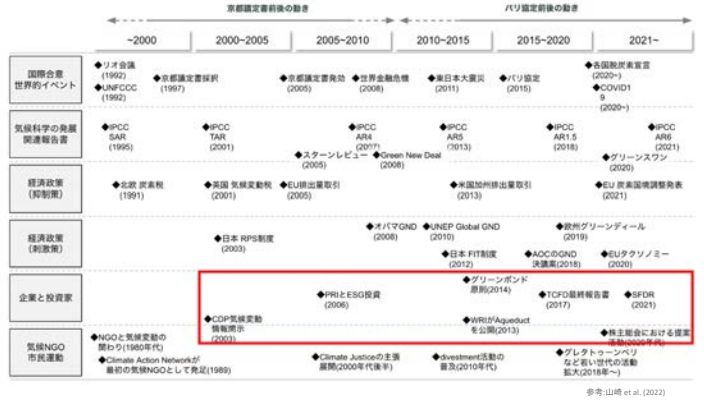 京都議定書前後の動き
パリ協定前後の動き
~2000
2000~2005
2005~2010
2010~2015
2015~2020
2021~
国際合意
世界的イベント
◆リオ会議
(1992)
◆UNFCCC
(1992)
◆京都議定書採択
(1997)
◆京都議定書発効
(2005)
◆世界金融危機
(2008)
◆東日本大震災
(2011)
◆パリ協定
(2015)
◆各国脱炭素宣言
(2020~)
◆COVID1
9
(2020~)
気候科学の発展
関連報告書
◆IPCC
SAR
(1995)
◆IPCC
TAR
(2001)
◆IPCC
AR4
(2007)
◆IPCC
AR5
(2013)
◆IPCC
AR1.5
(2018)
◆IPCC
AR6
(2021)
◆スターンレビュー
(2005)
◆Green New Deal
(2008)
◆グリーンスワン
(2020)
経済政策
(抑制策)
◆北欧 炭素税
(1991)
◆英国 気候変動税
(2001)
◆EU排出量取引
(2005)
◆米国加州排出量取引
(2013)
◆EU 炭素国境調整発表
(2021)
経済政策
(刺激策)
◆日本 RPS制度
(2003)
◆オバマGND
(2008)
◆UNEP Global GND
(2010)
◆日本 FIT制度
(2012)
◆欧州グリーンディール
(2019)
◆AOCのGND
決議案(2018)
◆EUタクソノミー
(2020)
企業と投資家
◆CDP気候変動
情報開示
(2003)
◆PRIとESG投資
(2006)
◆グリーンボンド
原則(2014)
◆WRIがAqueduct
を公開(2013)
◆TCFD最終報告書
(2017)
◆SFDR
(2021)
◆株主総会における提案
活動(2020年代)
気候NGO
市民運動
◆NGOと気候変動の
関わり(1980年代)
◆Climate Action Networkが
最初の気候NGOとして発足(1989)
◆Climate Justiceの主張
展開(2000年代後半)
◆divestment活動の
普及(2010年代)
◆グレタトゥーンベリ
など若い世代の活動
拡大(2018年~)
参考:山崎 et al. (2022)